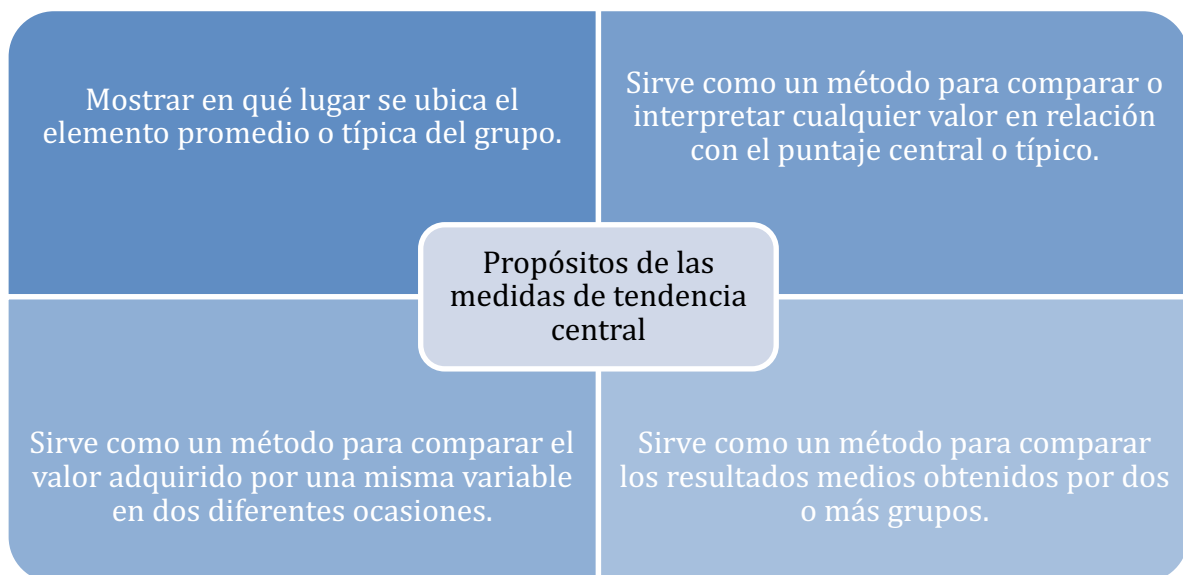 Mostrar en qué lugar se ubica el
elemento promedio o típica del grupo.
Sirve como un método para comparar o
interpretar cualquier valor en relación
con el puntaje central o típico.
Propósitos de las
medidas de tendencia
central
Sirve como un método para comparar el
valor adquirido por una misma variable
en dos diferentes ocasiones.
Sirve como un método para comparar
los resultados medios obtenidos por dos
o más grupos.